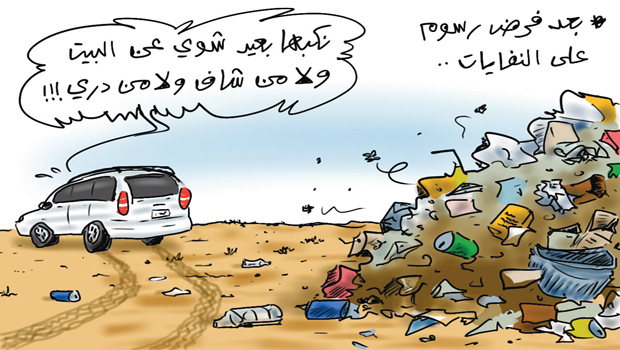 * بعد فرض رسوم
على النفايات ..
نكبها بعيد شوي عن البيت
ولا من شاف ولا من دري !!!